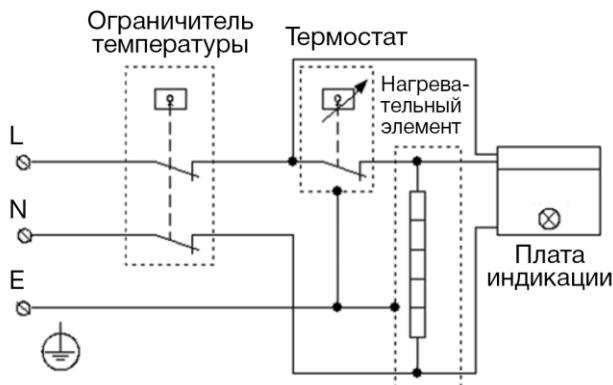 Ограничитель
температуры
Термостат
Нагрева-
тельный
элемент
L
N
E
Плата
индикации